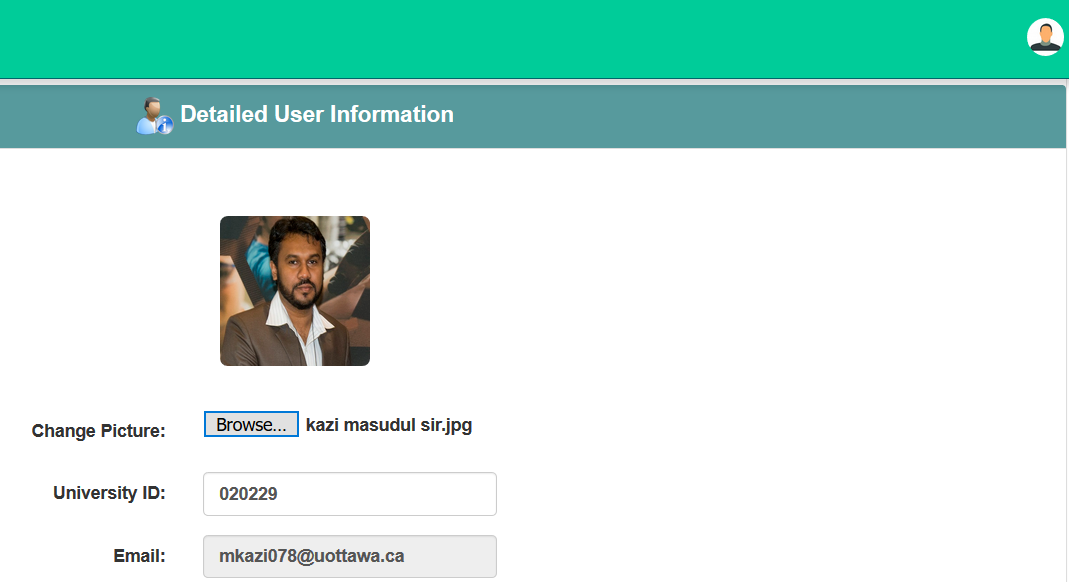 Detailed User Information
Change Picture: Browse... kazi masudul sir.jpg
University ID: 020229
Email: mkazi078@uottawa.ca